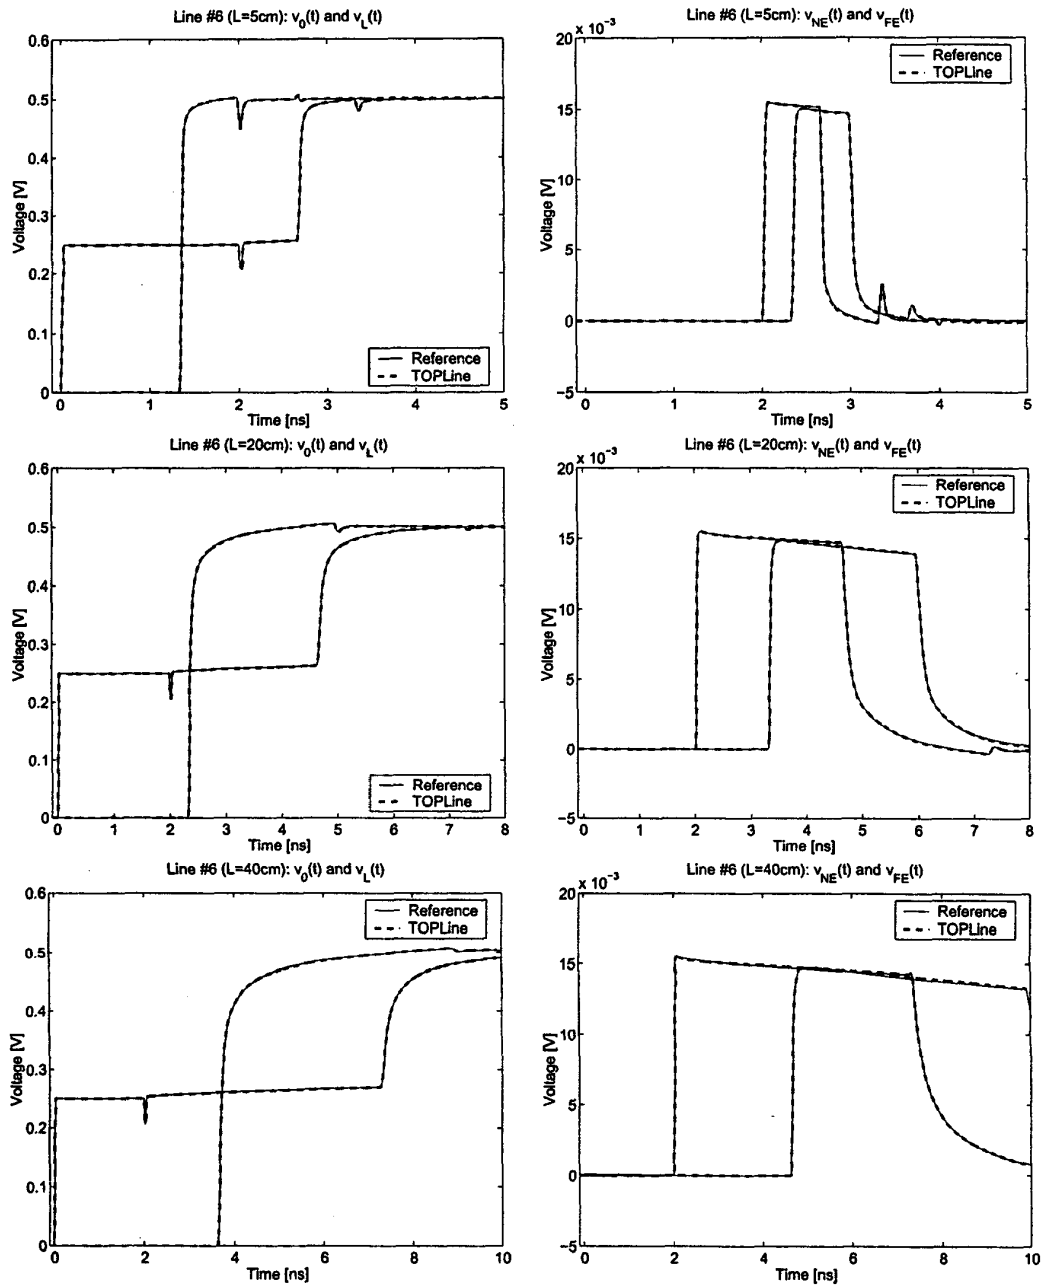 Line #6 (L=5cm): v0(t) and vL(t)
0.6
0.5
0.4
0.3
0.2
0.1
0
Voltage [V]
Reference
TOPLine
0 1 2 3 4 5
Time [ns]
Line #6 (L=5cm): vNE(t) and vFE(t)
x 10⁻³
20
15
10
5
0
−5
Voltage [V]
Reference
TOPLine
0 1 2 3 4 5
Time [ns]
Line #6 (L=20cm): v0(t) and vL(t)
0.6
0.5
0.4
0.3
0.2
0.1
0
Voltage [V]
Reference
TOPLine
0 1 2 3 4 5 6 7 8
Time [ns]
Line #6 (L=20cm): vNE(t) and vFE(t)
x 10⁻³
20
15
10
5
0
−5
Voltage [V]
Reference
TOPLine
0 1 2 3 4 5 6 7 8
Time [ns]
Line #6 (L=40cm): v0(t) and vL(t)
0.6
0.5
0.4
0.3
0.2
0.1
0
Voltage [V]
Reference
TOPLine
0 2 4 6 8 10
Time [ns]
Line #6 (L=40cm): vNE(t) and vFE(t)
x 10⁻³
20
15
10
5
0
−5
Voltage [V]
Reference
TOPLine
0 2 4 6 8 10
Time [ns]